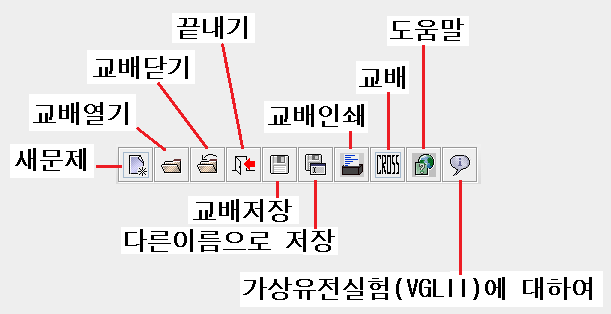 끝내기
도움말
교배닫기
교배
교배열기
교배인쇄
새문제
CROSS
교배저장
다른이름으로 저장
가상유전실험(VGLII)에 대하여